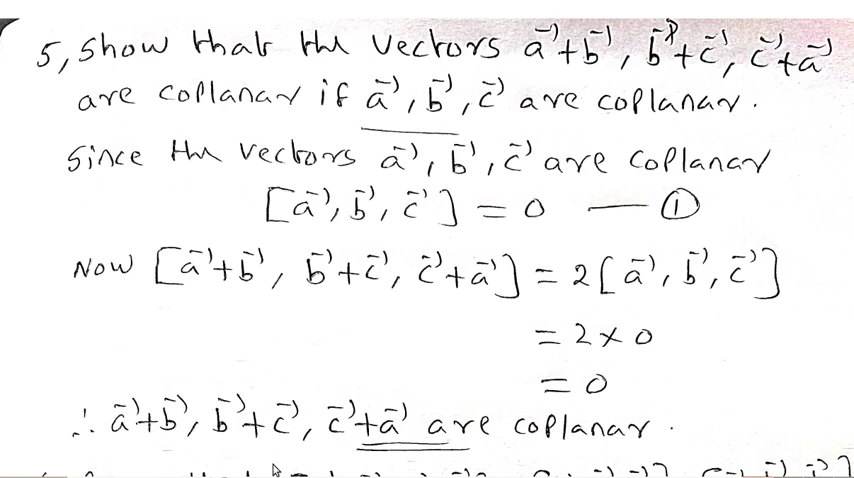 5, Show that the vectors a⃗+b⃗, b⃗+c⃗, c⃗+a⃗
are coplanar if a⃗, b⃗, c⃗ are coplanar.
Since the vectors a⃗, b⃗, c⃗ are coplanar
[a⃗, b⃗, c⃗] = 0 — ①
Now [a⃗+b⃗, b⃗+c⃗, c⃗+a⃗] = 2[a⃗, b⃗, c⃗]
= 2 × 0
= 0
∴ a⃗+b⃗, b⃗+c⃗, c⃗+a⃗ are coplanar.